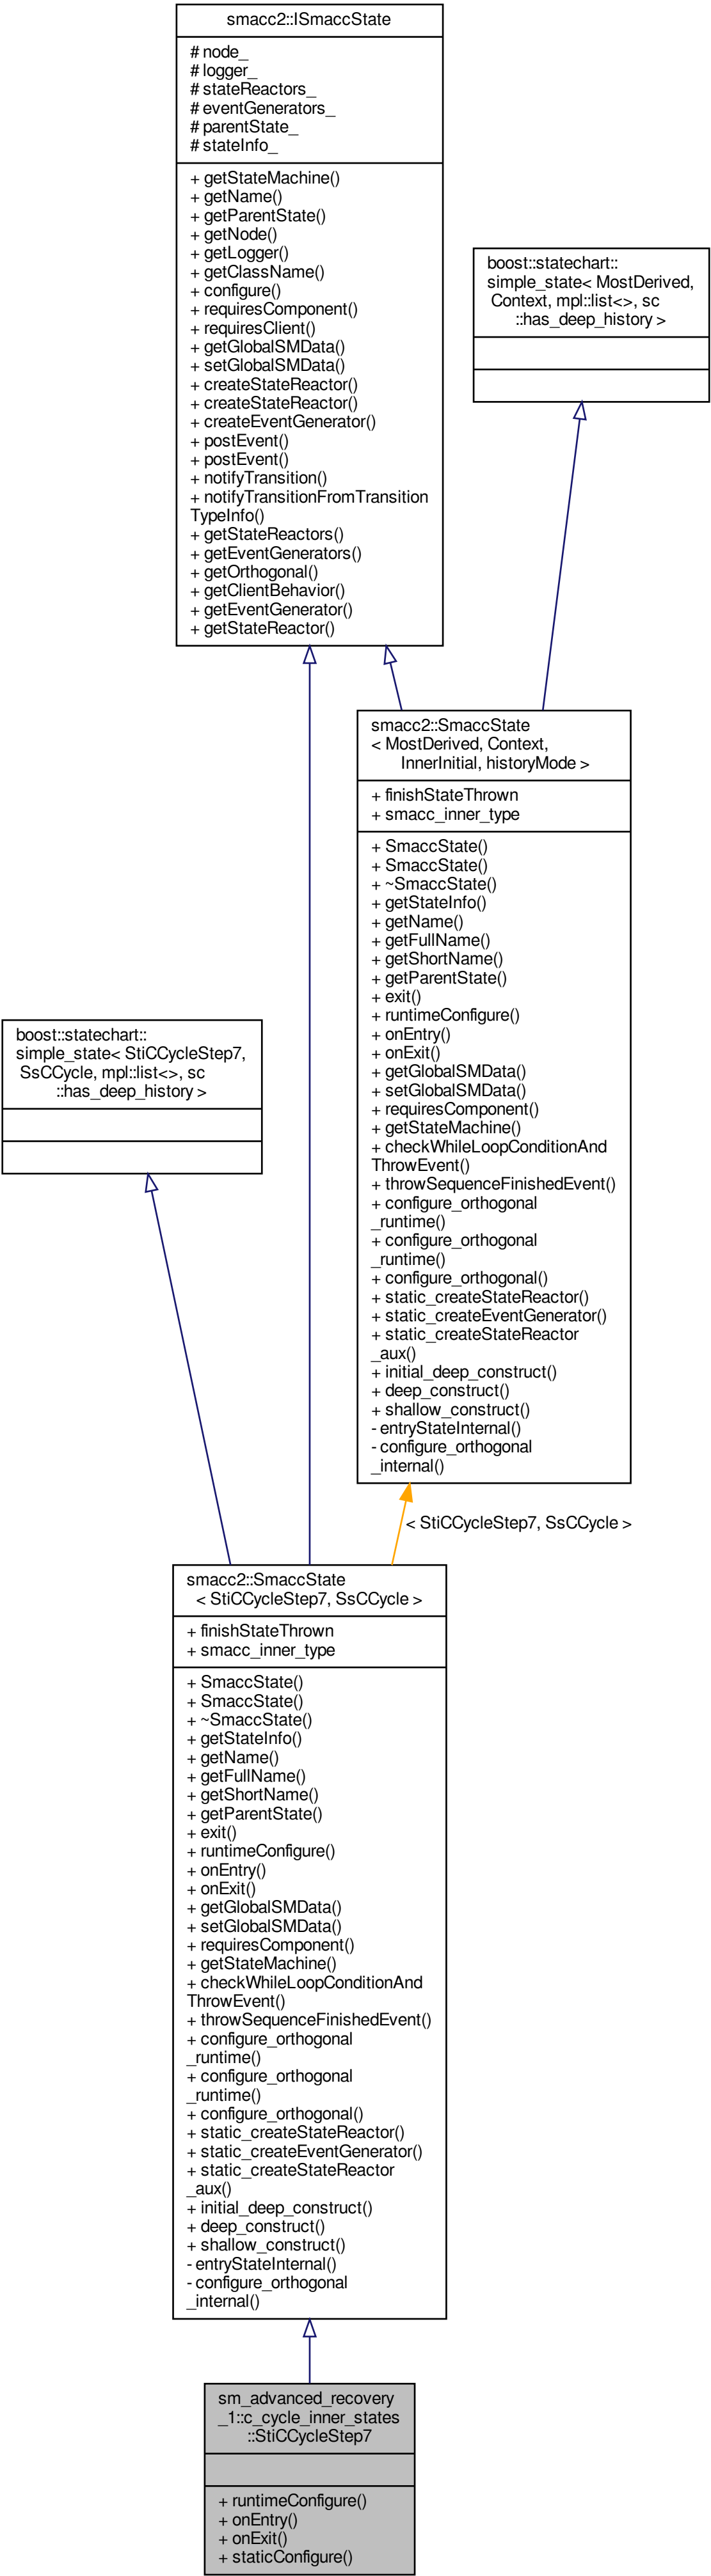 smacc2::ISmaccState
# node_
# logger_
# stateReactors_
# eventGenerators_
# parentState_
# stateInfo_
+ getStateMachine()
+ getName()
+ getParentState()
+ getNode()
+ getLogger()
+ getClassName()
+ configure()
+ requiresComponent()
+ requiresClient()
+ getGlobalSMData()
+ setGlobalSMData()
+ createStateReactor()
+ createStateReactor()
+ createEventGenerator()
+ postEvent()
+ postEvent()
+ notifyTransition()
+ notifyTransitionFromTransition
TypeInfo()
+ getStateReactors()
+ getEventGenerators()
+ getOrthogonal()
+ getClientBehavior()
+ getEventGenerator()
+ getStateReactor()
boost::statechart::
simple_state< MostDerived,
Context, mpl::list<>, sc
::has_deep_history >
smacc2::SmaccState
< MostDerived, Context,
InnerInitial, historyMode >
+ finishStateThrown
+ smacc_inner_type
+ SmaccState()
+ SmaccState()
+ ~SmaccState()
+ getStateInfo()
+ getName()
+ getFullName()
+ getShortName()
+ getParentState()
+ exit()
+ runtimeConfigure()
+ onEntry()
+ onExit()
+ getGlobalSMData()
+ setGlobalSMData()
+ requiresComponent()
+ getStateMachine()
+ checkWhileLoopConditionAnd
ThrowEvent()
+ throwSequenceFinishedEvent()
+ configure_orthogonal
_runtime()
+ configure_orthogonal
_runtime()
+ configure_orthogonal()
+ static_createStateReactor()
+ static_createEventGenerator()
+ static_createStateReactor
_aux()
+ initial_deep_construct()
+ deep_construct()
+ shallow_construct()
- entryStateInternal()
- configure_orthogonal
_internal()
boost::statechart::
simple_state< StiCCycleStep7,
SsCCycle, mpl::list<>, sc
::has_deep_history >
< StiCCycleStep7, SsCCycle >
smacc2::SmaccState
< StiCCycleStep7, SsCCycle >
+ finishStateThrown
+ smacc_inner_type
+ SmaccState()
+ SmaccState()
+ ~SmaccState()
+ getStateInfo()
+ getName()
+ getFullName()
+ getShortName()
+ getParentState()
+ exit()
+ runtimeConfigure()
+ onEntry()
+ onExit()
+ getGlobalSMData()
+ setGlobalSMData()
+ requiresComponent()
+ getStateMachine()
+ checkWhileLoopConditionAnd
ThrowEvent()
+ throwSequenceFinishedEvent()
+ configure_orthogonal
_runtime()
+ configure_orthogonal
_runtime()
+ configure_orthogonal()
+ static_createStateReactor()
+ static_createEventGenerator()
+ static_createStateReactor
_aux()
+ initial_deep_construct()
+ deep_construct()
+ shallow_construct()
- entryStateInternal()
- configure_orthogonal
_internal()
sm_advanced_recovery
_1::c_cycle_inner_states
::StiCCycleStep7
+ runtimeConfigure()
+ onEntry()
+ onExit()
+ staticConfigure()